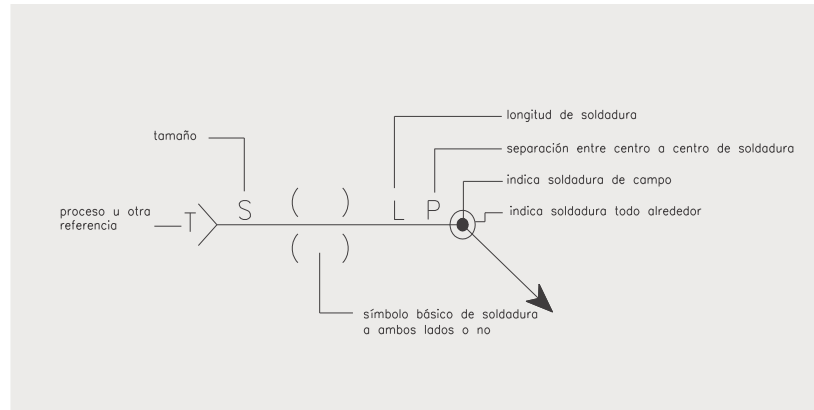 longitud de soldadura
tamaño
separación entre centro a centro de soldadura
indica soldadura de campo
proceso u otra
referencia
T
S
( )
L
P
indica soldadura todo alrededor
( )
símbolo básico de soldadura
a ambos lados o no